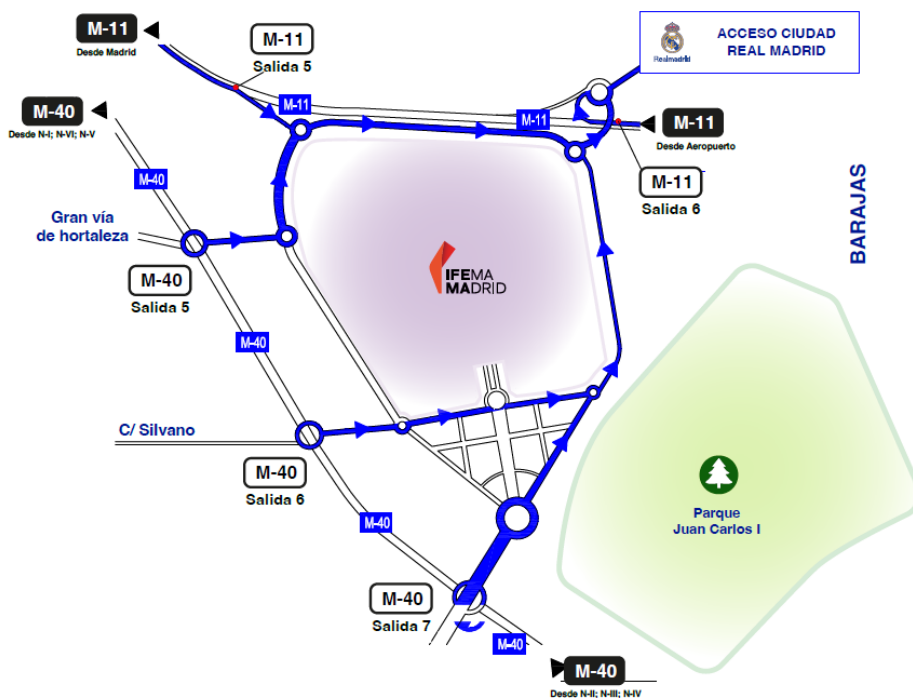 M-11
Desde Madrid
M-11
Salida 5
Realmadrid
ACCESO CIUDAD
REAL MADRID
M-40
Desde N-I; N-VI; N-V
M-11
M-11
M-11
Desde Aeropuerto
M-40
M-11
Salida 6
BARAJAS
Gran vía
de hortaleza
M-40
Salida 5
IFEMA
MADRID
M-40
C/ Silvano
M-40
Salida 6
M-40
Parque
Juan Carlos I
M-40
Salida 7
M-40
M-40
Desde N-II; N-III; N-IV